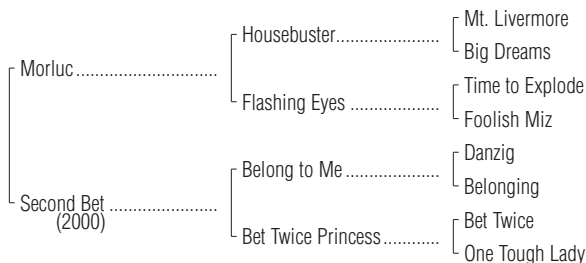 Mt. Livermore
Housebuster....................
Big Dreams
Morluc ............................
Time to Explode
Flashing Eyes .................
Foolish Miz
Danzig
Belong to Me ..................
Belonging
Second Bet .....................
(2000)
Bet Twice
Bet Twice Princess...........
One Tough Lady